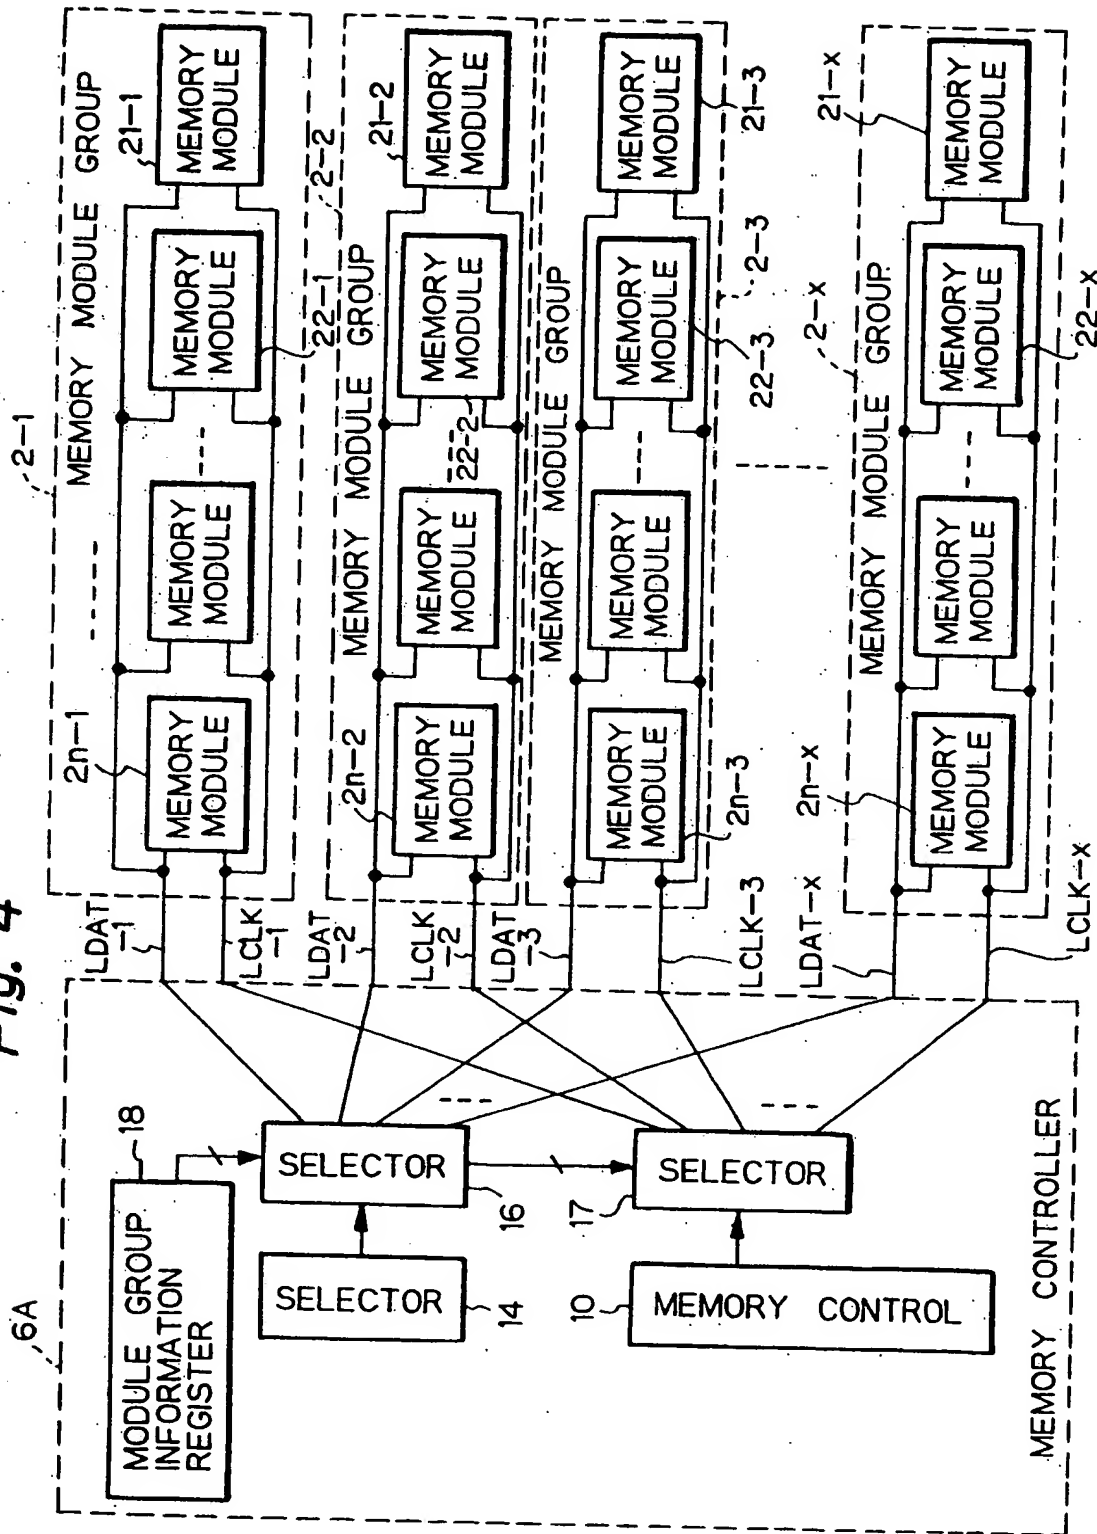 Fig. 4
6A
MODULE GROUP
INFORMATION
REGISTER
18
SELECTOR
16
SELECTOR
14
SELECTOR
17
MEMORY CONTROL
10
MEMORY CONTROLLER
LDAT
-1
LCLK
-1
LDAT
-2
LCLK
-2
LDAT
-3
LCLK-3
LDAT-x
LCLK-x
2-1
MEMORY MODULE GROUP
2n-1
MEMORY
MODULE
MEMORY
MODULE
MEMORY
MODULE
22-1
MEMORY
MODULE
21-1
2-2
MEMORY MODULE GROUP
2n-2
MEMORY
MODULE
MEMORY
MODULE
MEMORY
MODULE
22-2
MEMORY
MODULE
21-2
MEMORY MODULE GROUP
2-3
MEMORY
MODULE
2n-3
MEMORY
MODULE
MEMORY
MODULE
22-3
MEMORY
MODULE
21-3
MEMORY MODULE GROUP
2-x
2n-x
MEMORY
MODULE
MEMORY
MODULE
MEMORY
MODULE
22-x
MEMORY
MODULE
21-x